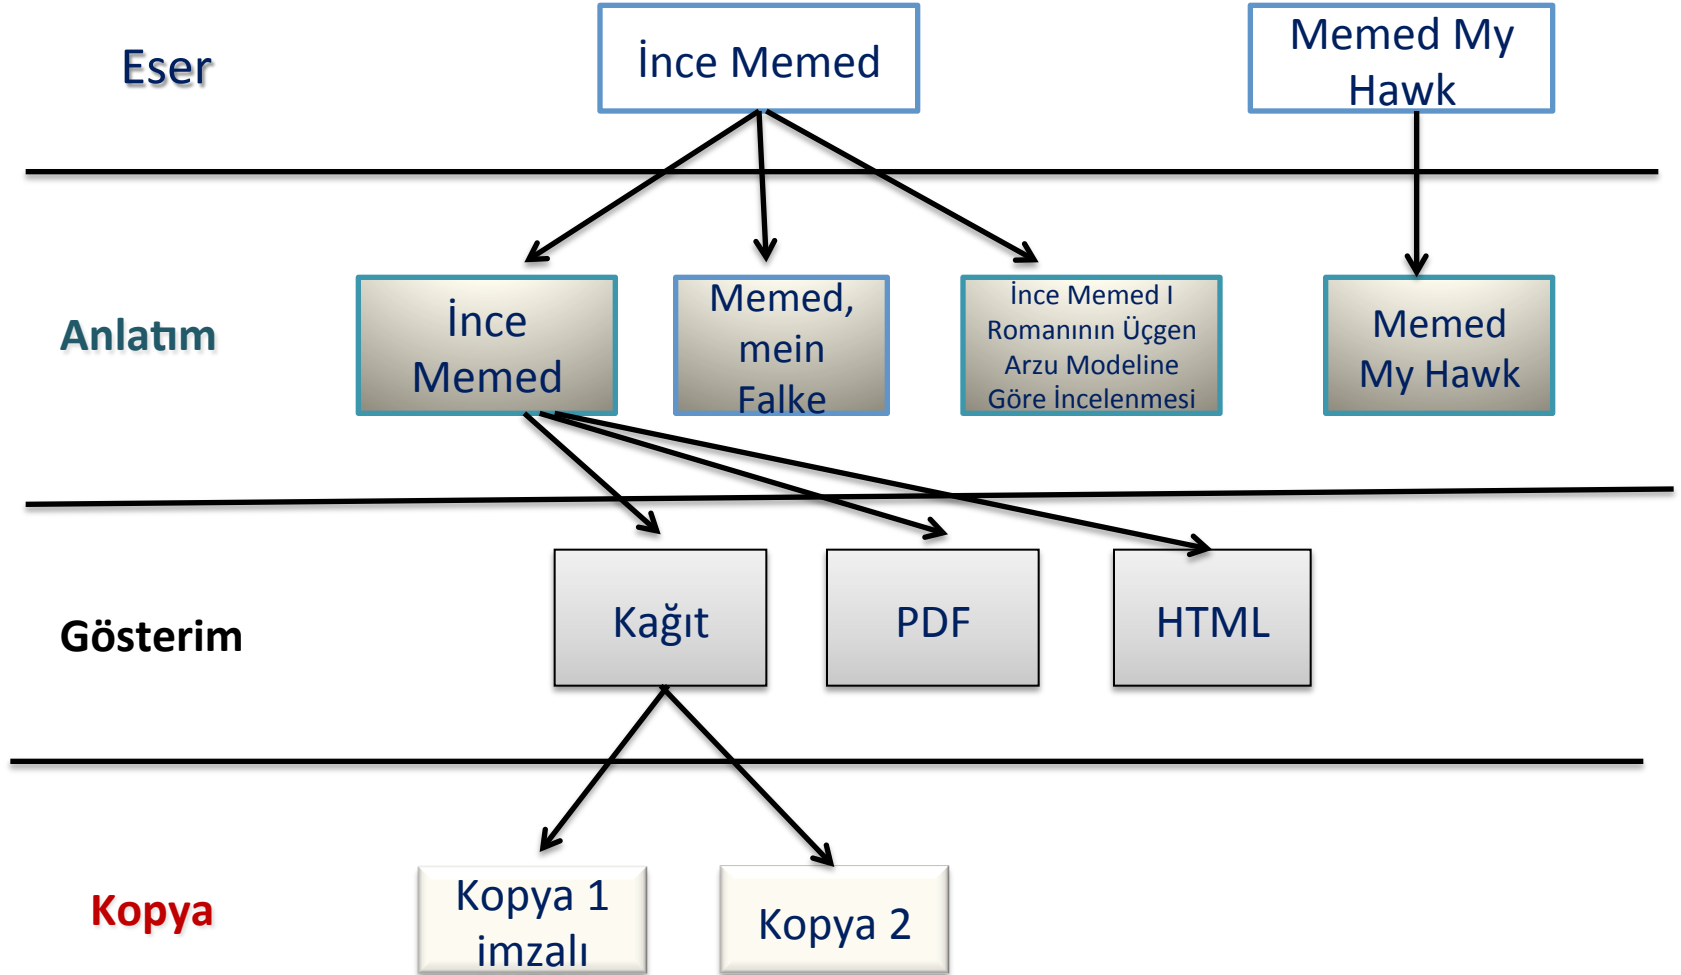 Eser
İnce Memed
Memed My
Hawk
Anlatım
İnce
Memed
Memed,
mein
Falke
İnce Memed I
Romanının Üçgen
Arzu Modeline
Göre İncelenmesi
Memed
My Hawk
Gösterim
Kağıt
PDF
HTML
Kopya
Kopya 1
imzalı
Kopya 2